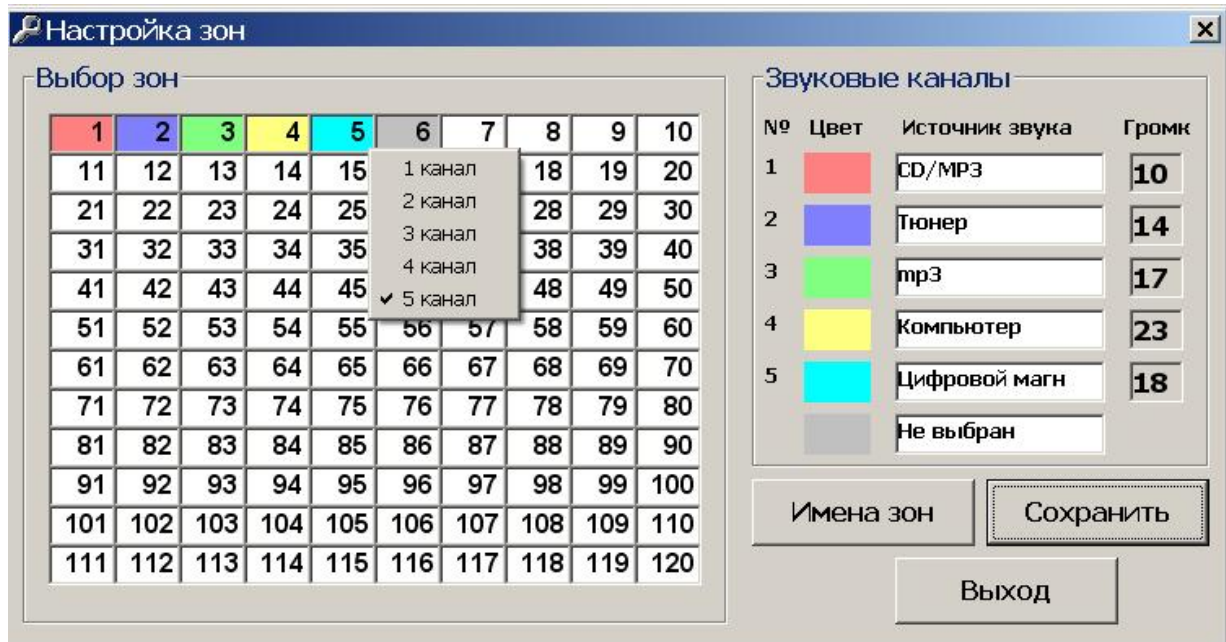 Настройка зон
Выбор зон
1 2 3 4 5 6 7 8 9 10
11 12 13 14 15 18 19 20
21 22 23 24 25 28 29 30
31 32 33 34 35 38 39 40
41 42 43 44 45 48 49 50
51 52 53 54 55 56 57 58 59 60
61 62 63 64 65 66 67 68 69 70
71 72 73 74 75 76 77 78 79 80
81 82 83 84 85 86 87 88 89 90
91 92 93 94 95 96 97 98 99 100
101 102 103 104 105 106 107 108 109 110
111 112 113 114 115 116 117 118 119 120
1 канал
2 канал
3 канал
4 канал
5 канал
Звуковые каналы
№ Цвет Источник звука Громк
1 CD/MP3 10
2 Тюнер 14
3 mp3 17
4 Компьютер 23
5 Цифровой магн 18
Не выбран
Имена зон Сохранить
Выход